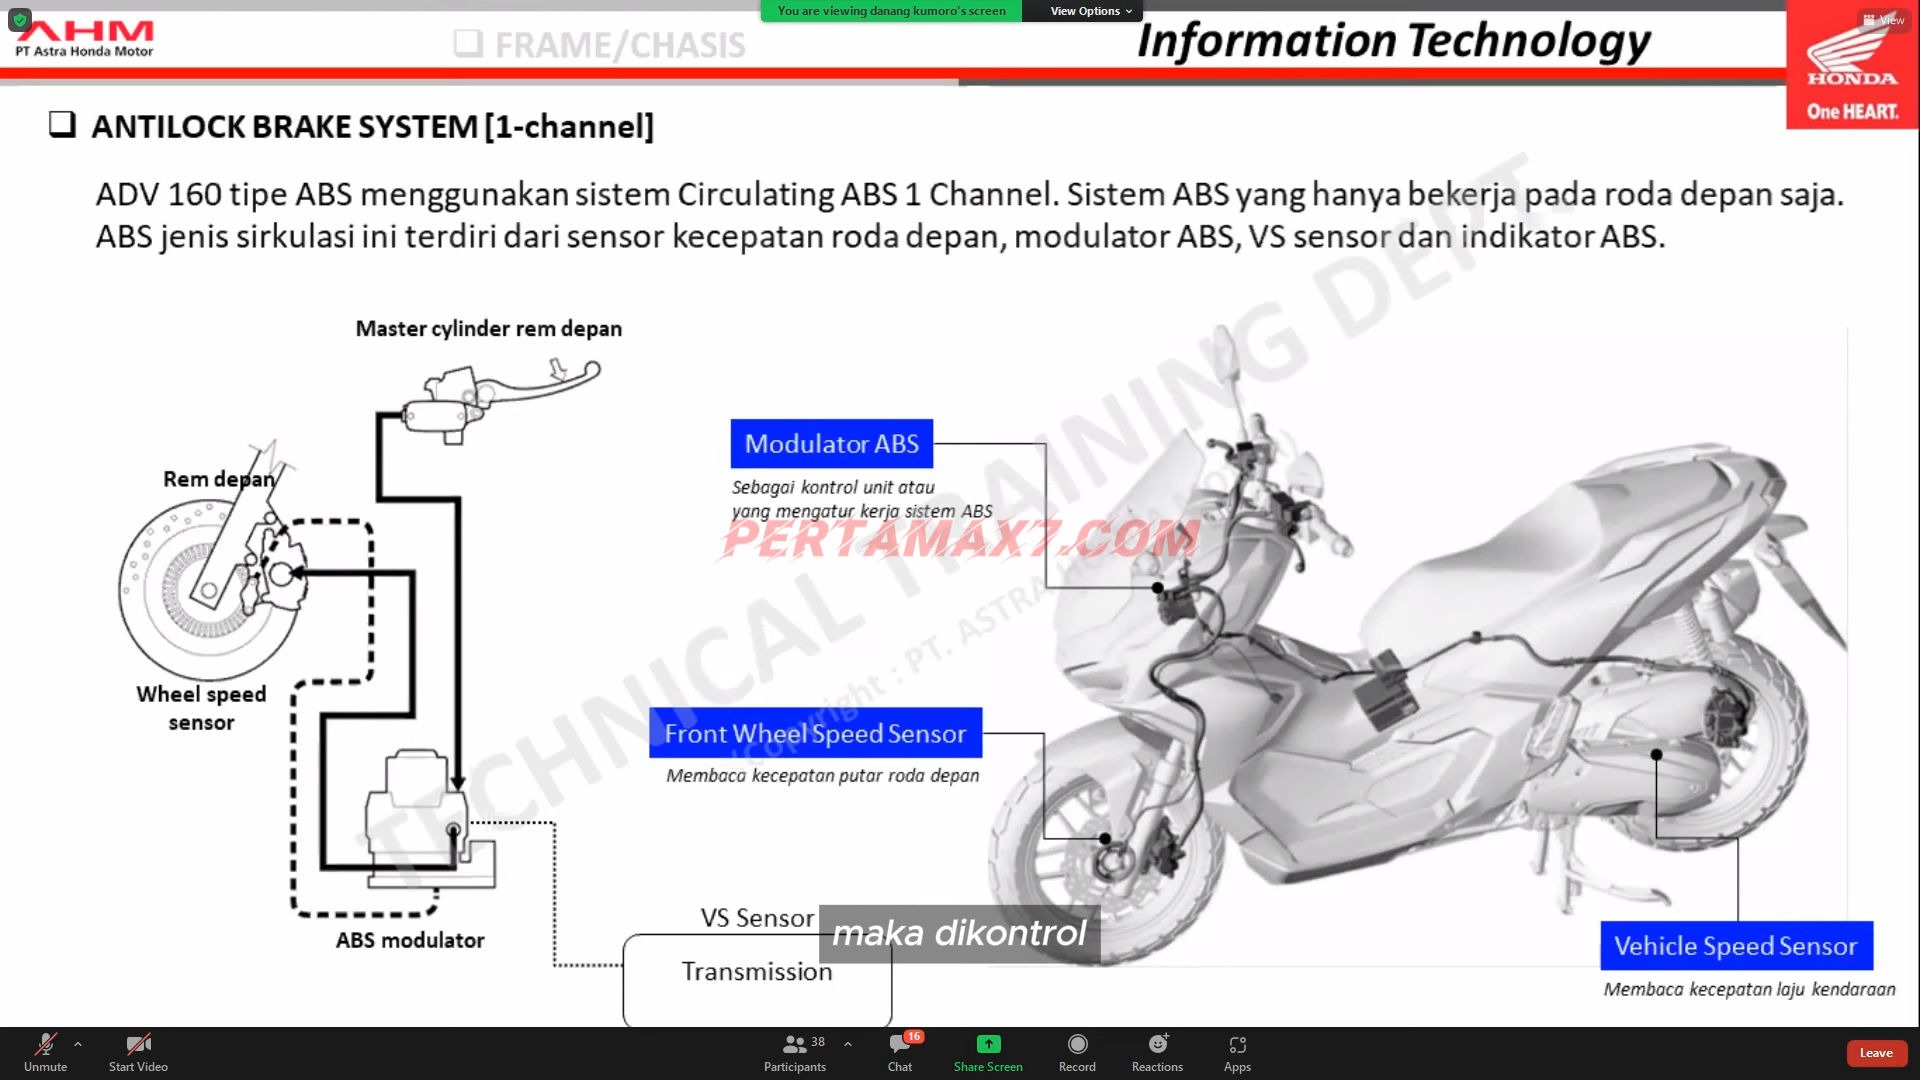 You are viewing danang kumoro's screen
View Options
View
AHM
PT Astra Honda Motor
FRAME/CHASIS
Information Technology
HONDA
One HEART.
ANTILOCK BRAKE SYSTEM [1-channel]
ADV 160 tipe ABS menggunakan sistem Circulating ABS 1 Channel. Sistem ABS yang hanya bekerja pada roda depan saja.
ABS jenis sirkulasi ini terdiri dari sensor kecepatan roda depan, modulator ABS, VS sensor dan indikator ABS.
Master cylinder rem depan
Rem depan
Wheel speed
sensor
ABS modulator
VS Sensor
Transmission
Modulator ABS
Sebagai kontrol unit atau
yang mengatur kerja sistem ABS
PERTAMAX7.COM
Front Wheel Speed Sensor
Membaca kecepatan putar roda depan
Vehicle Speed Sensor
Membaca kecepatan laju kendaraan
TECHNICAL TRAINING DEPT.
(Copyright : PT. ASTRA HONDA
maka dikontrol
Unmute
Start Video
38
Participants
16
Chat
Share Screen
Record
Reactions
Apps
Leave